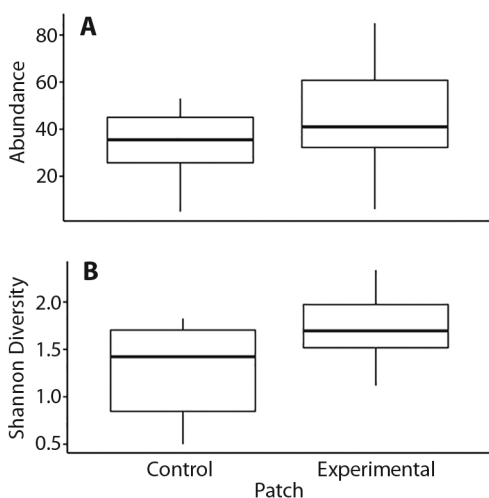 A
Abundance
80
60
40
20
B
Shannon Diversity
2.0
1.5
1.0
0.5
Control Experimental
Patch